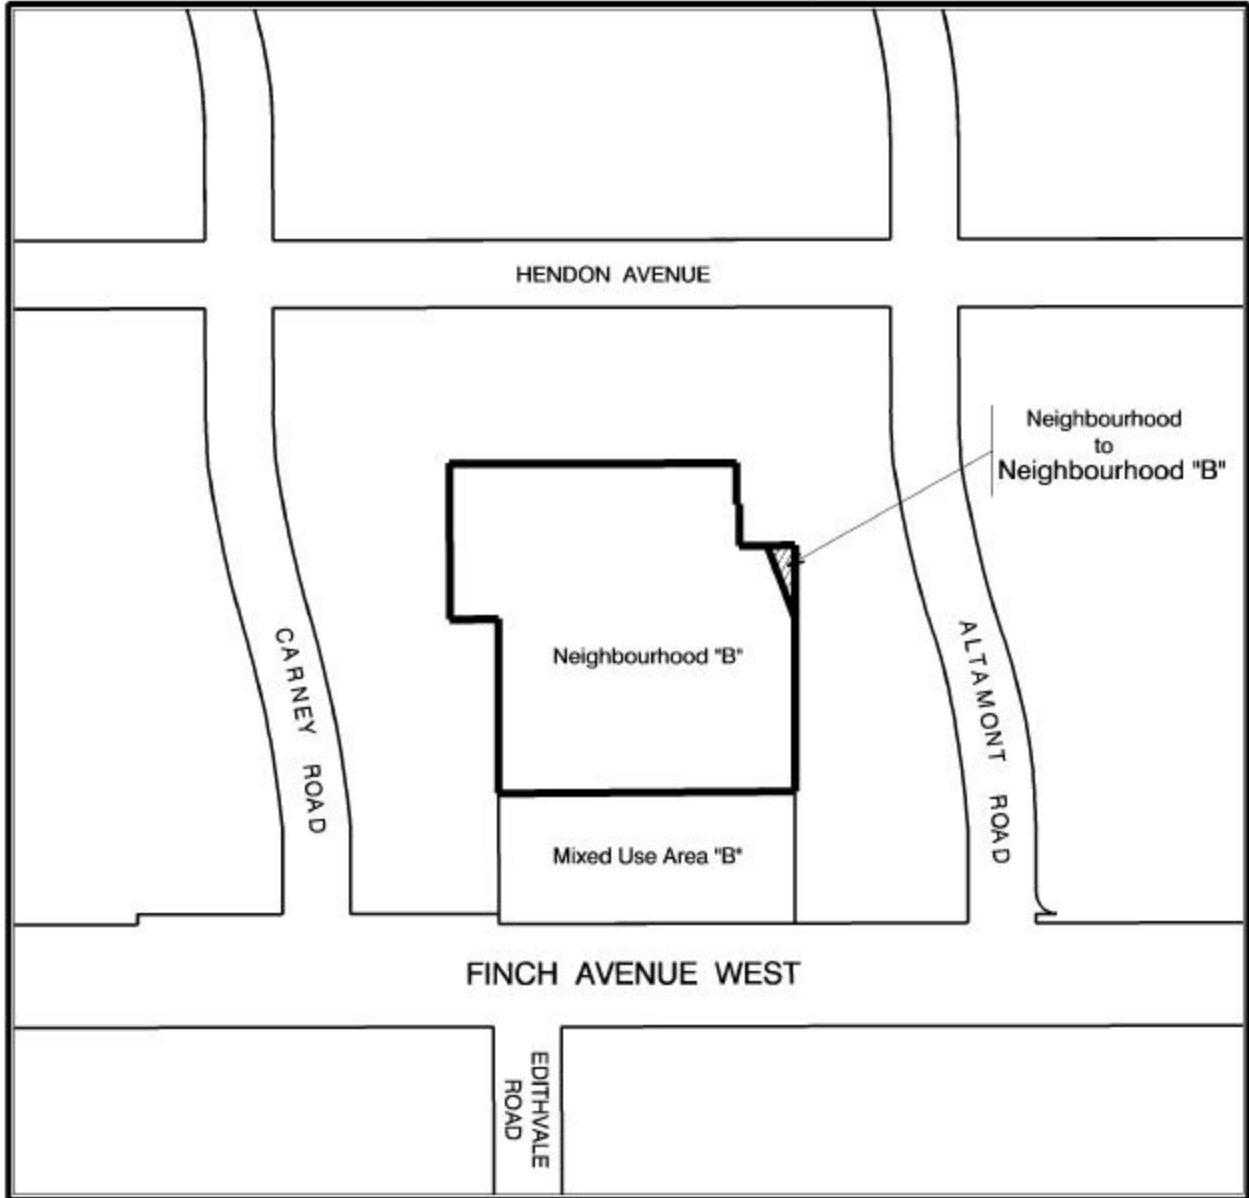 HENDON AVENUE
Neighbourhood
to
Neighbourhood "B"
CARNEY ROAD
Neighbourhood "B"
ALTAMONT ROAD
Mixed Use Area "B"
FINCH AVENUE WEST
EDITHVALE
ROAD